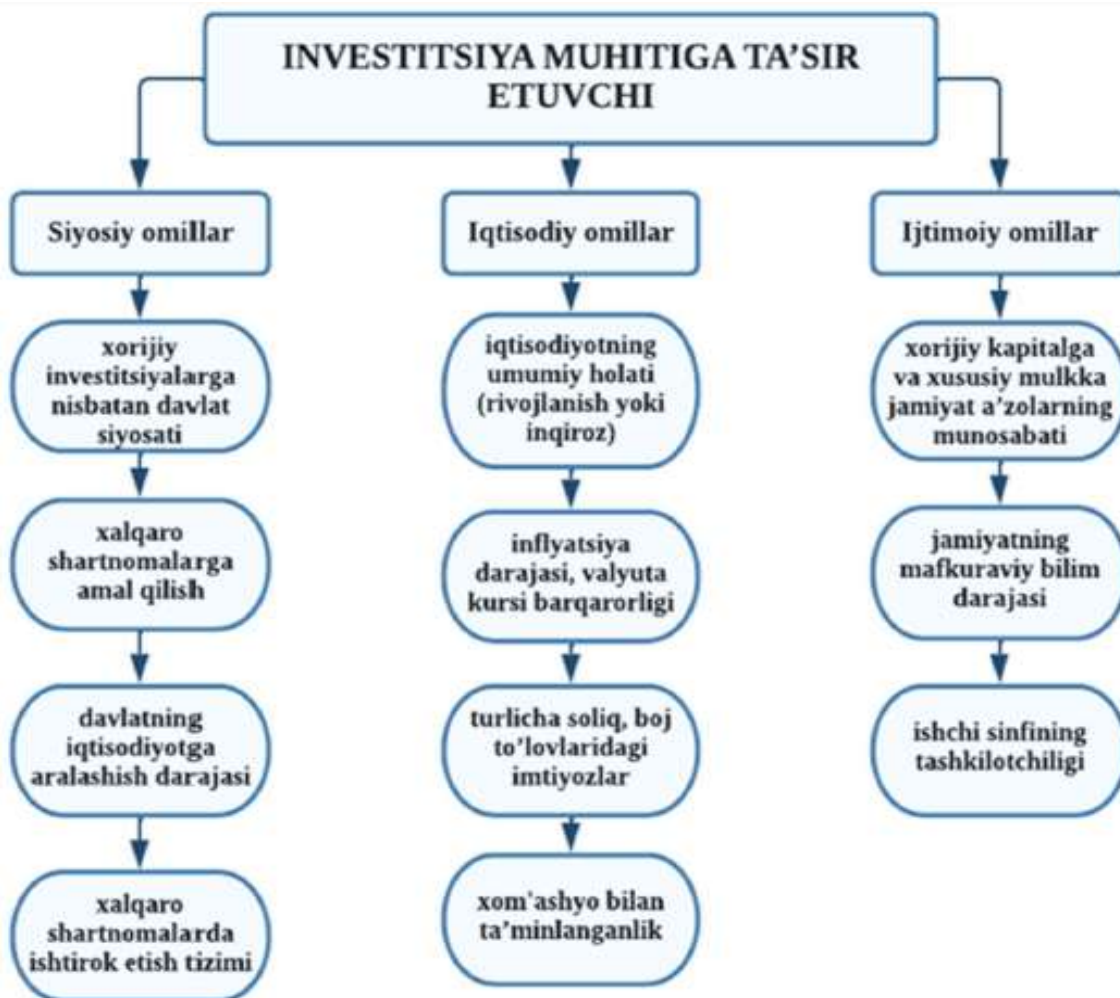 INVESTITSIYA MUHITIGA TA’SIR
ETUVCHI
Siyosiy omillar
xorijiy
investitsiyalarga
nisbatan davlat
siyosati
xalqaro
shartnomalarga
amal qilish
davlatning
iqtisodiyotga
aralashish darajasi
xalqaro
shartnomalarda
ishtirok etish tizimi
Iqtisodiy omillar
iqtisodiyotning
umumiy holati
(rivojlanish yoki
inqiroz)
inflyatsiya
darajasi, valyuta
kursi barqarorligi
turlicha soliq, boj
to’lovlaridagi
imtiyozlar
xom'ashyo bilan
ta’minlanganlik
Ijtimoiy omillar
xorijiy kapitalga
va xususiy mulkka
jamiyat a’zolarning
munosabati
jamiyatning
mafkuraviy bilim
darajasi
ishchi sinfining
tashkilotchiligi